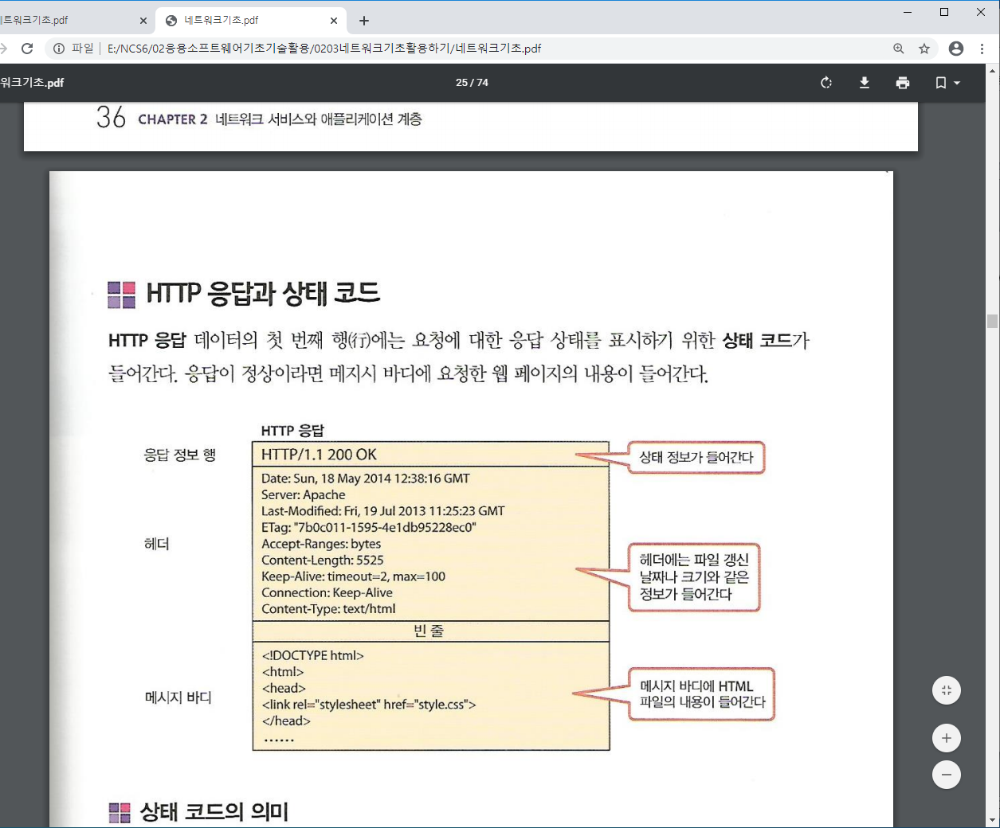 네트워크기초.pdf
네트워크기초.pdf
파일 E:/NCS6/02응용소프트웨어기초기술활용/0203네트워크기초활용하기/네트워크기초.pdf
워크기초.pdf
25 / 74
36 CHAPTER 2 네트워크 서비스와 애플리케이션 계층
HTTP 응답과 상태 코드
HTTP 응답 데이터의 첫 번째 행(行)에는 요청에 대한 응답 상태를 표시하기 위한 상태 코드가
들어간다. 응답이 정상이라면 메지시 바디에 요청한 웹 페이지의 내용이 들어간다.
HTTP 응답
응답 정보 행
HTTP/1.1 200 OK
상태 정보가 들어간다
헤더
Date: Sun, 18 May 2014 12:38:16 GMT
Server: Apache
Last-Modified: Fri, 19 Jul 2013 11:25:23 GMT
ETag: "7b0c011-1595-4e1db95228ec0"
Accept-Ranges: bytes
Content-Length: 5525
Keep-Alive: timeout=2, max=100
Connection: Keep-Alive
Content-Type: text/html
헤더에는 파일 갱신
날짜나 크기와 같은
정보가 들어간다
빈 줄
메시지 바디
<!DOCTYPE html>
<html>
<head>
<link rel="stylesheet" href="style.css">
</head>
......
메시지 바디에 HTML
파일의 내용이 들어간다
상태 코드의 의미